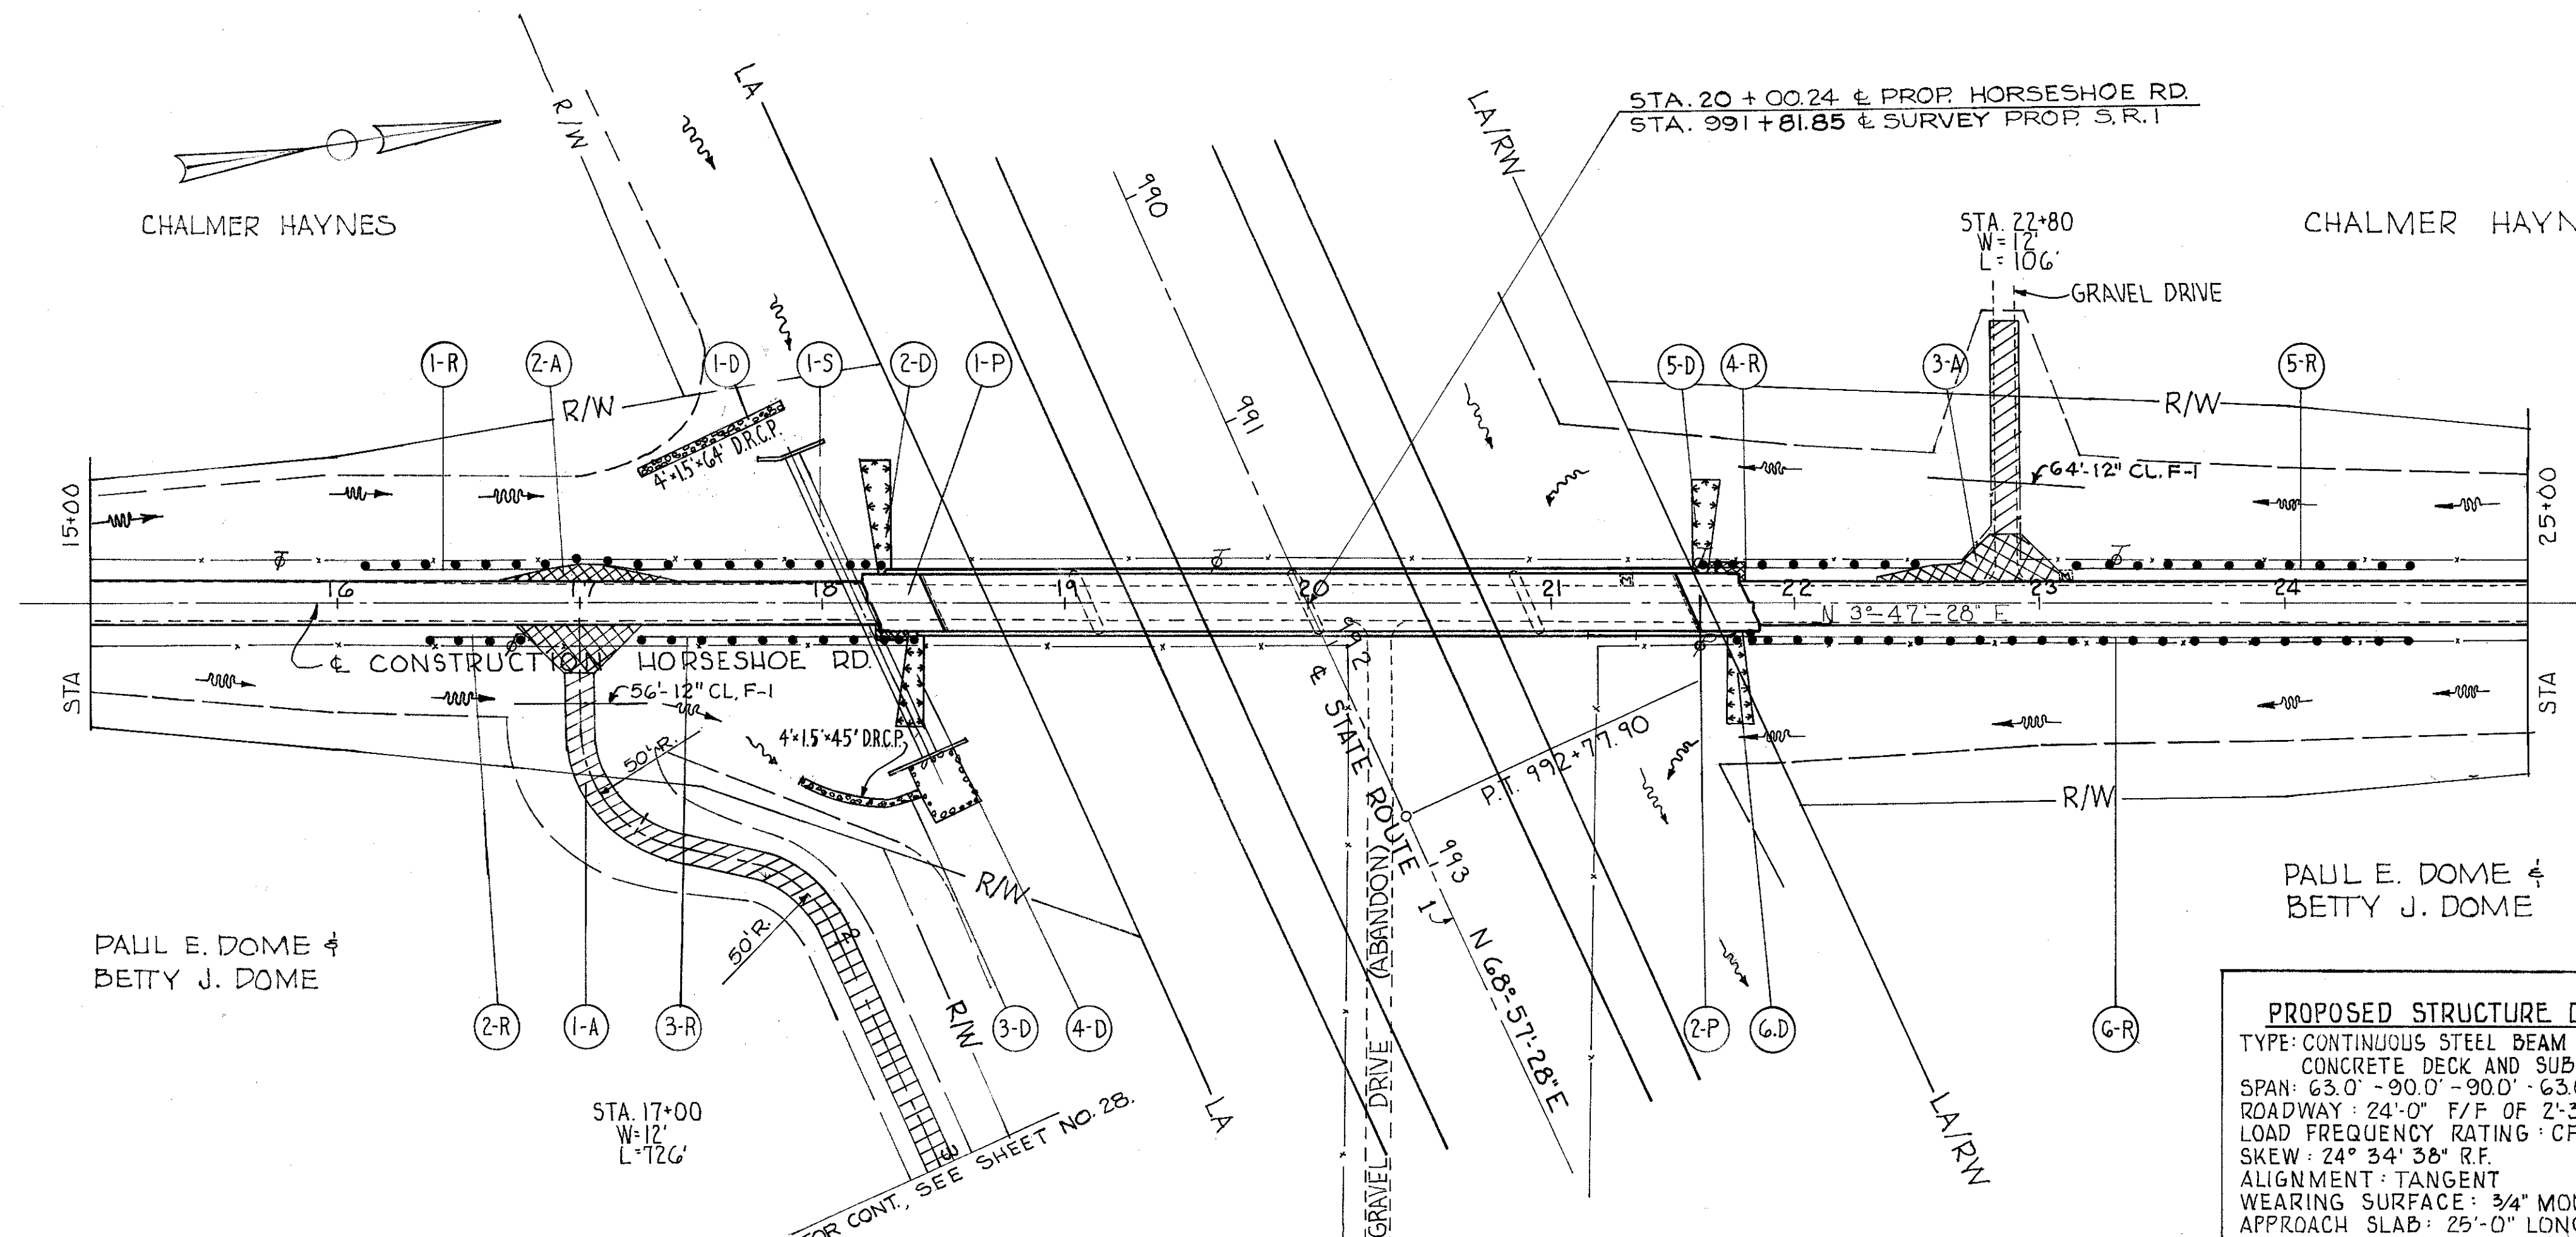 STA. 20 + 00.24 ℄ PROP. HORSESHOE RD.
STA. 991 + 81.85 ℄ SURVEY PROP. S.R. 1
R/W
LA
LA/RW
990
CHALMER HAYNES
STA. 22+80
W = 12'
L = 106'
GRAVEL DRIVE
CHALMER HAYN
1-R
2-A
1-D
1-S
2-D
1-P
5-D
4-R
3-A
5-R
R/W
R/W
991
4'x1.5'x64' D.R.C.P.
64'-12" CL. F-1
15+00
STA
25+00
STA
16
17
18
19
20
21
22
23
24
N 3°-47'-28" E
℄ CONSTRUCTION HORSESHOE RD.
992
56'-12" CL. F-1
50' R.
4'x1.5'x45' D.R.C.P.
℄ STATE ROUTE 1
P.T. 992+77.90
R/W
993
N 68°-57'-28" E
PAUL E. DOME &
BETTY J. DOME
50' R.
2
3
R/W
R/W
PAUL E. DOME &
BETTY J. DOME
2-R
1-A
3-R
3-D
4-D
2-P
6.D
6-R
GRAVEL DRIVE (ABANDON)
STA. 17+00
W = 12'
L = 726'
LA
LA/RW
FOR CONT., SEE SHEET NO. 28.
PROPOSED STRUCTURE D
TYPE: CONTINUOUS STEEL BEAM
CONCRETE DECK AND SUB
SPAN: 63.0' - 90.0' - 90.0' - 63.0
ROADWAY : 24'-0" F/F OF 2'-3
LOAD FREQUENCY RATING : CF
SKEW : 24° 34' 38" R.F.
ALIGNMENT : TANGENT
WEARING SURFACE : 3/4" MON
APPROACH SLAB : 25'-0" LONG